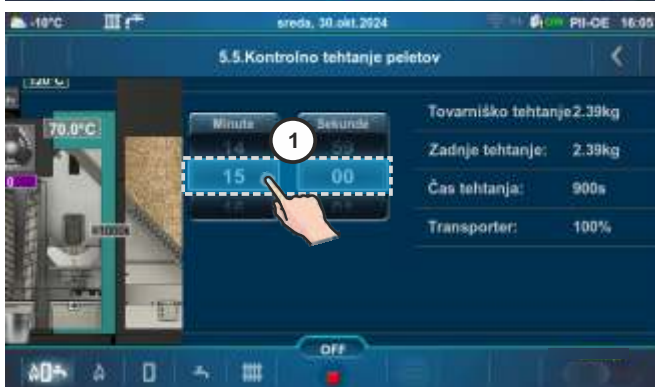 -10°C sreda, 30.okt.2024 PII-OE 16:05
5.5.Kontrolno tehtanje peletov
120°C
70.0°C
Minute Sekunde
1
14 59
15 00
Tovarniško tehtanje 2.39kg
Zadnje tehtanje: 2.39kg
Čas tehtanja: 900s
Transporter: 100%
OFF